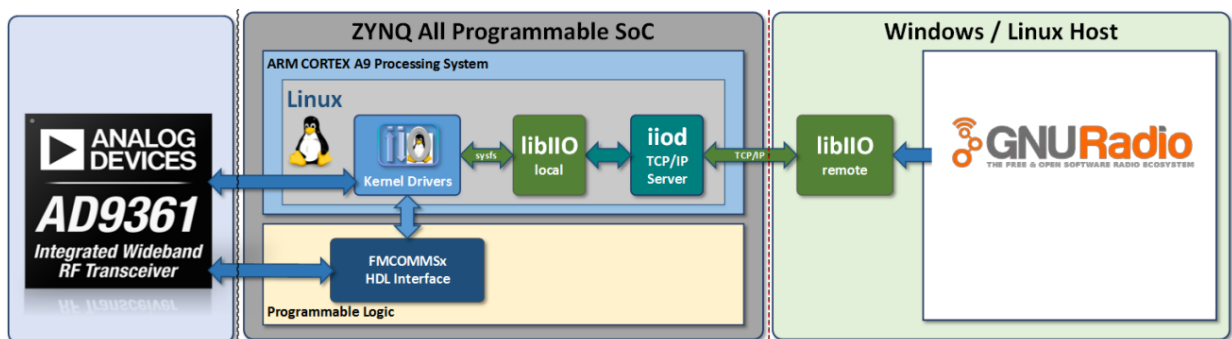 ANALOG
DEVICES
AD9361
Integrated Wideband
RF Transceiver
ZYNQ All Programmable SoC
ARM CORTEX A9 Processing System
Linux
iio
Kernel Drivers
sysfs
libIIO
local
iiod
TCP/IP
Server
TCP/IP
FMCOMMSx
HDL Interface
Programmable Logic
Windows / Linux Host
libIIO
remote
GNURadio
THE FREE & OPEN SOFTWARE RADIO ECOSYSTEM